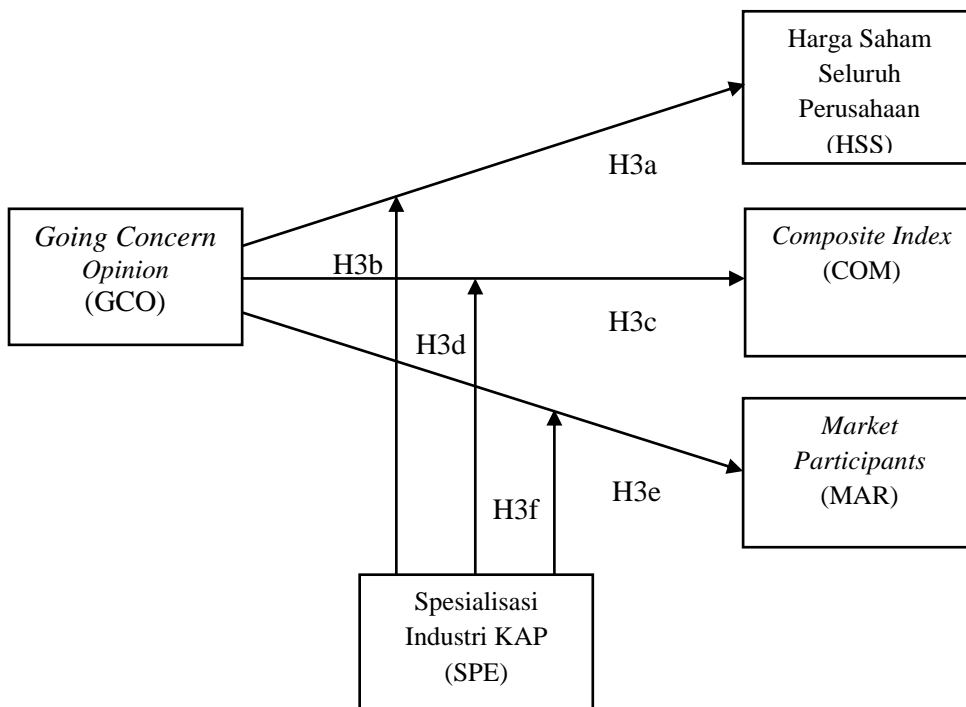 Harga Saham
Seluruh
Perusahaan
(HSS)
H3a
Going Concern
Opinion
(GCO)
H3b
Composite Index
(COM)
H3c
H3d
Market
Participants
(MAR)
H3e
H3f
Spesialisasi
Industri KAP
(SPE)